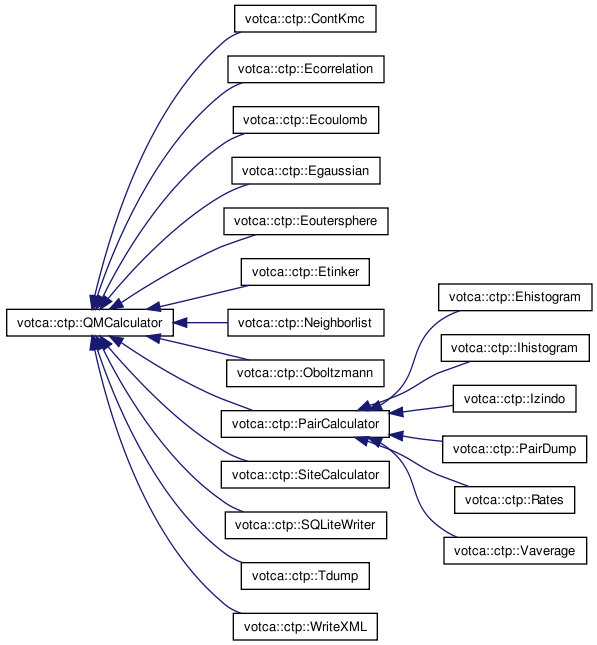 votca::ctp::ContKmc
votca::ctp::Ecorrelation
votca::ctp::Ecoulomb
votca::ctp::Egaussian
votca::ctp::Eoutersphere
votca::ctp::Etinker
votca::ctp::QMCalculator
votca::ctp::Neighborlist
votca::ctp::Oboltzmann
votca::ctp::PairCalculator
votca::ctp::SiteCalculator
votca::ctp::SQLiteWriter
votca::ctp::Tdump
votca::ctp::WriteXML
votca::ctp::Ehistogram
votca::ctp::Ihistogram
votca::ctp::Izindo
votca::ctp::PairDump
votca::ctp::Rates
votca::ctp::Vaverage